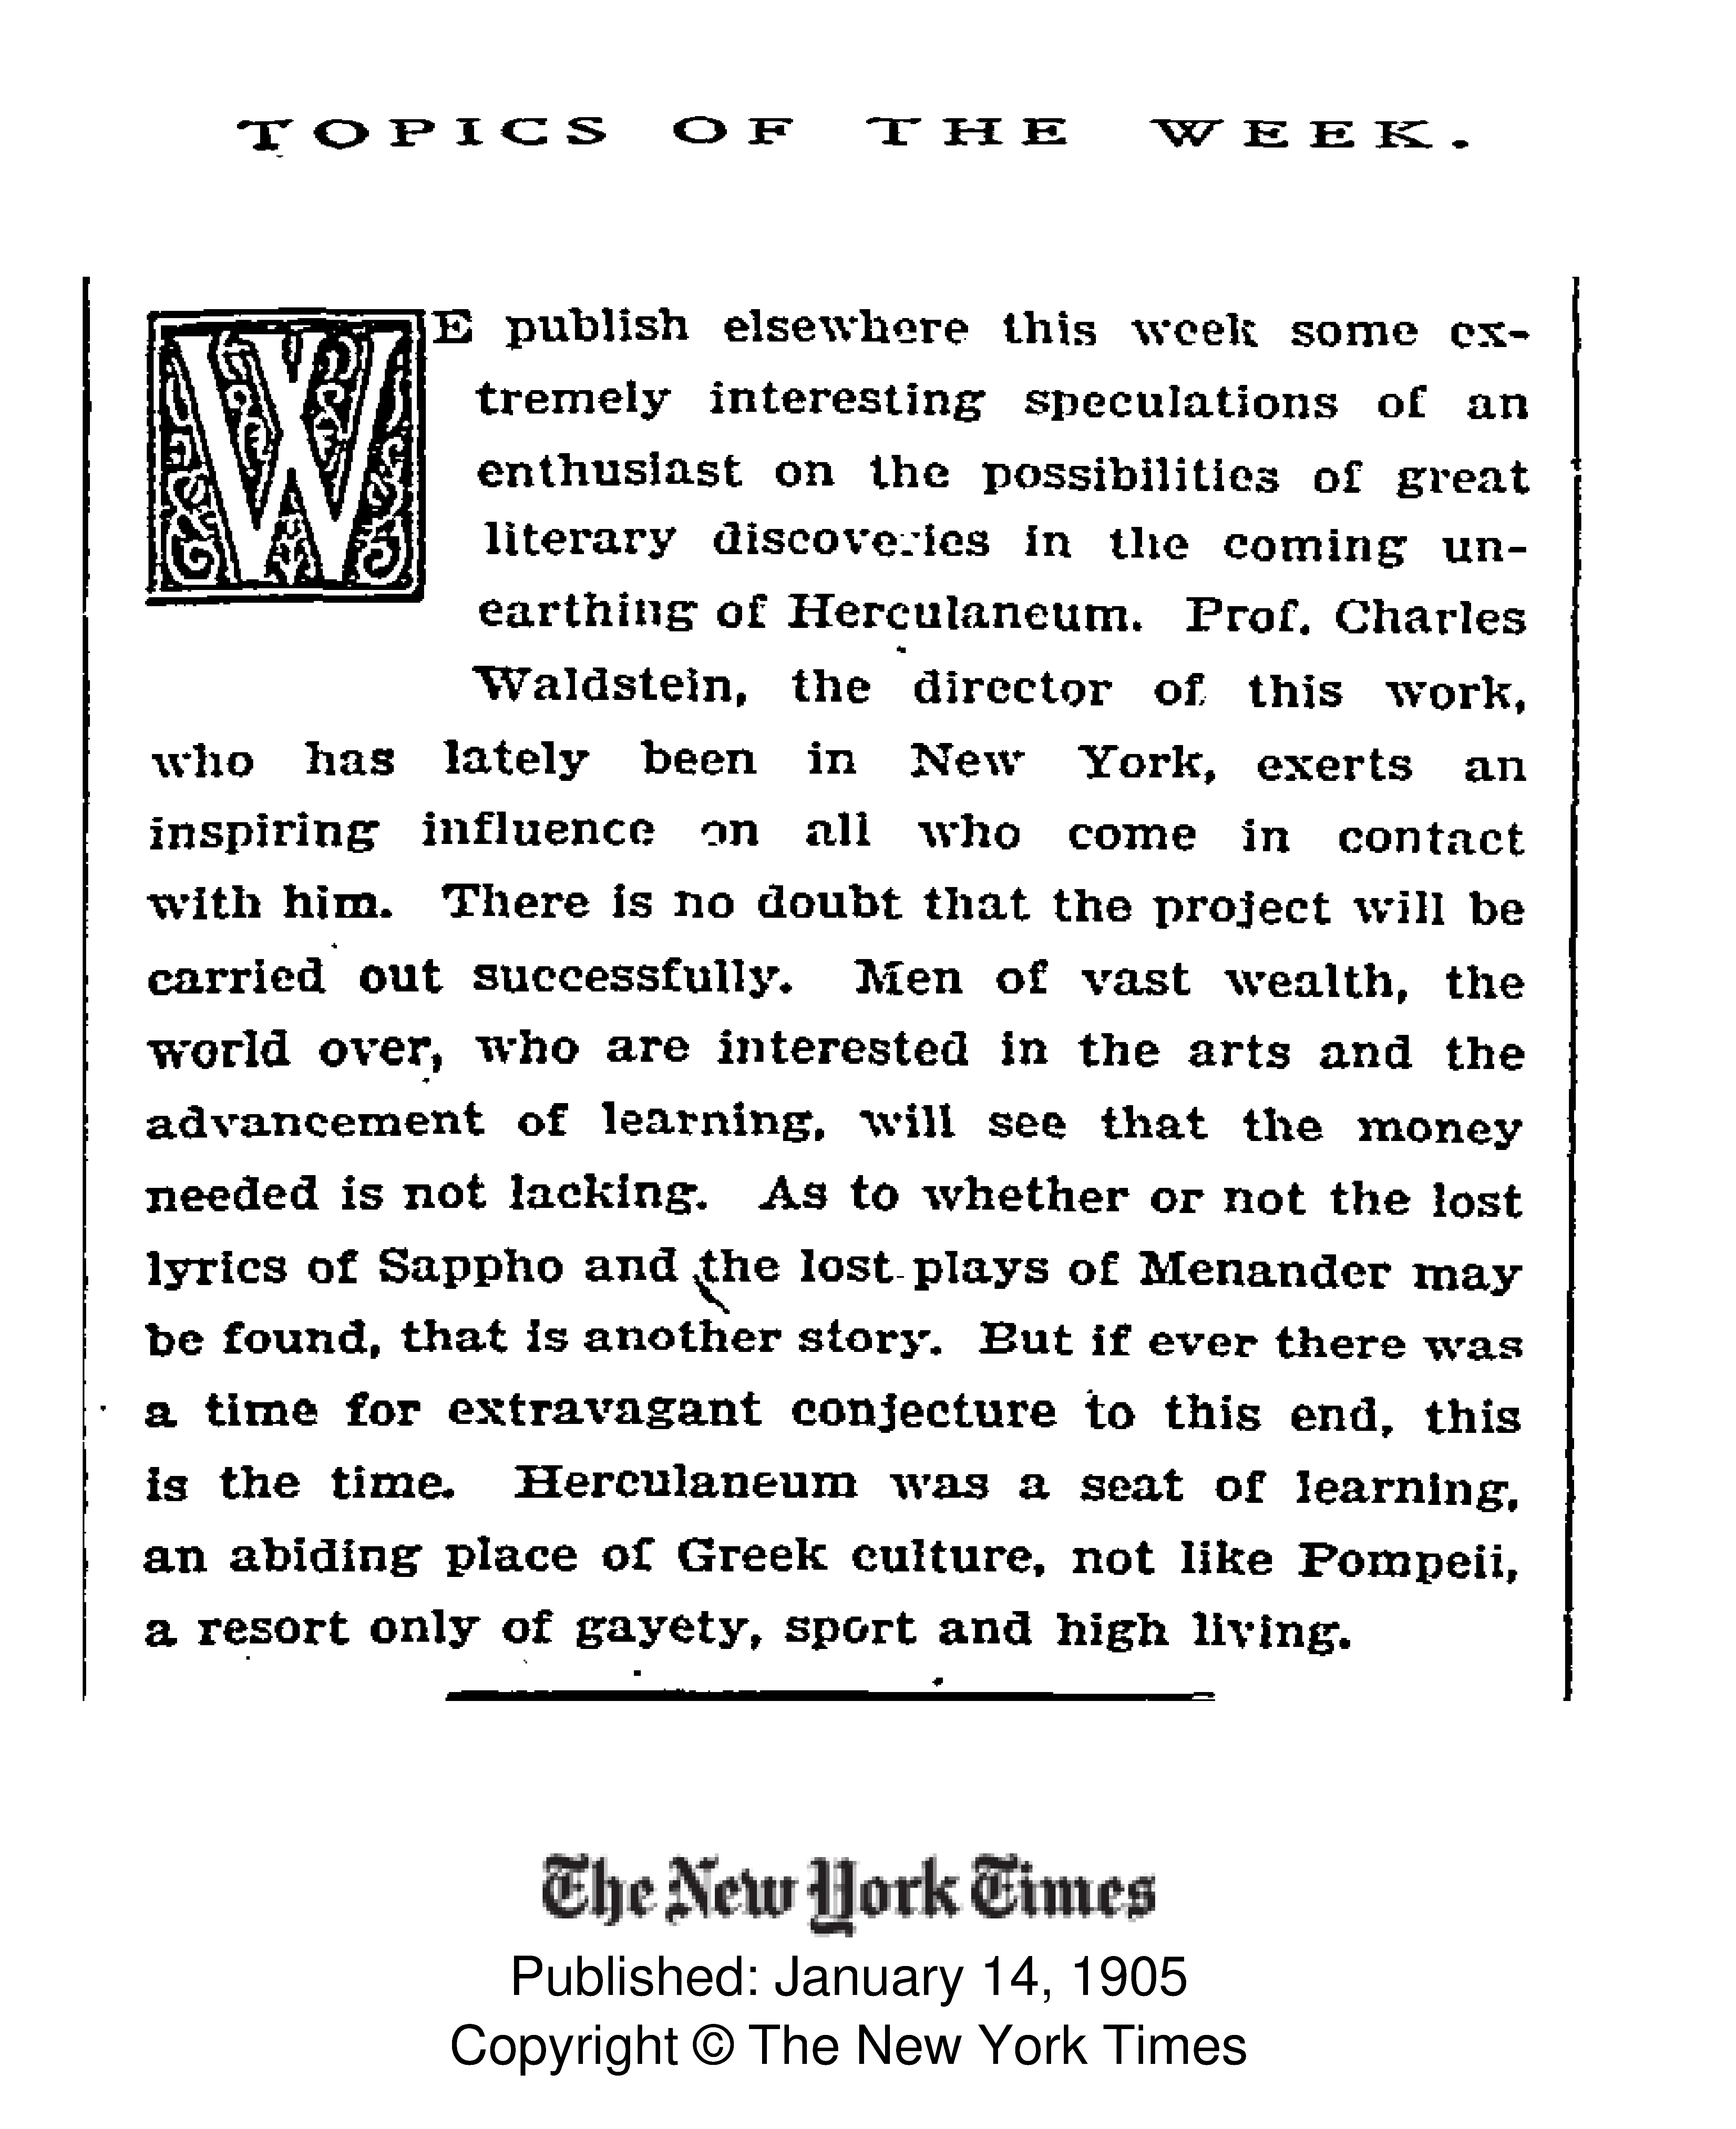 TOPICS OF THE WEEK.
WE publish elsewhere this week some ex-
tremely interesting speculations of an
enthusiast on the possibilities of great
literary discoveries in the coming un-
earthing of Herculaneum. Prof. Charles
Waldstein, the director of this work,
who has lately been in New York, exerts an
inspiring influence on all who come in contact
with him. There is no doubt that the project will be
carried out successfully. Men of vast wealth, the
world over, who are interested in the arts and the
advancement of learning, will see that the money
needed is not lacking. As to whether or not the lost
lyrics of Sappho and the lost plays of Menander may
be found, that is another story. But if ever there was
a time for extravagant conjecture to this end, this
is the time. Herculaneum was a seat of learning,
an abiding place of Greek culture, not like Pompeii,
a resort only of gayety, sport and high living.
The New York Times
Published: January 14, 1905
Copyright © The New York Times